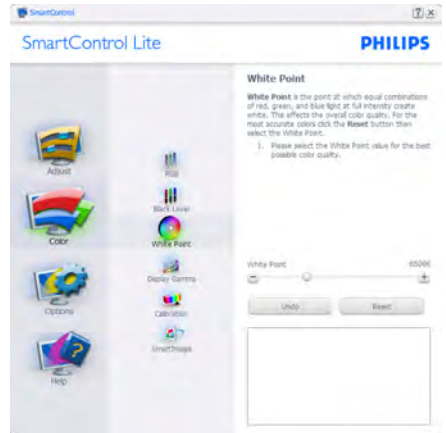 SmartControl
SmartControl Lite
PHILIPS
Adjust
Color
Options
Help
RGB
Black Level
White Point
Display Gamma
Calibration
SmartImage
White Point
White Point is the point at which equal combinations
of red, green, and blue light at full intensity create
white. This effects the overall color quality. For the
most accurate colors click the Reset button then
select the White Point.
1. Please select the White Point value for the best
possible color quality.
White Point 6506K
Undo Reset